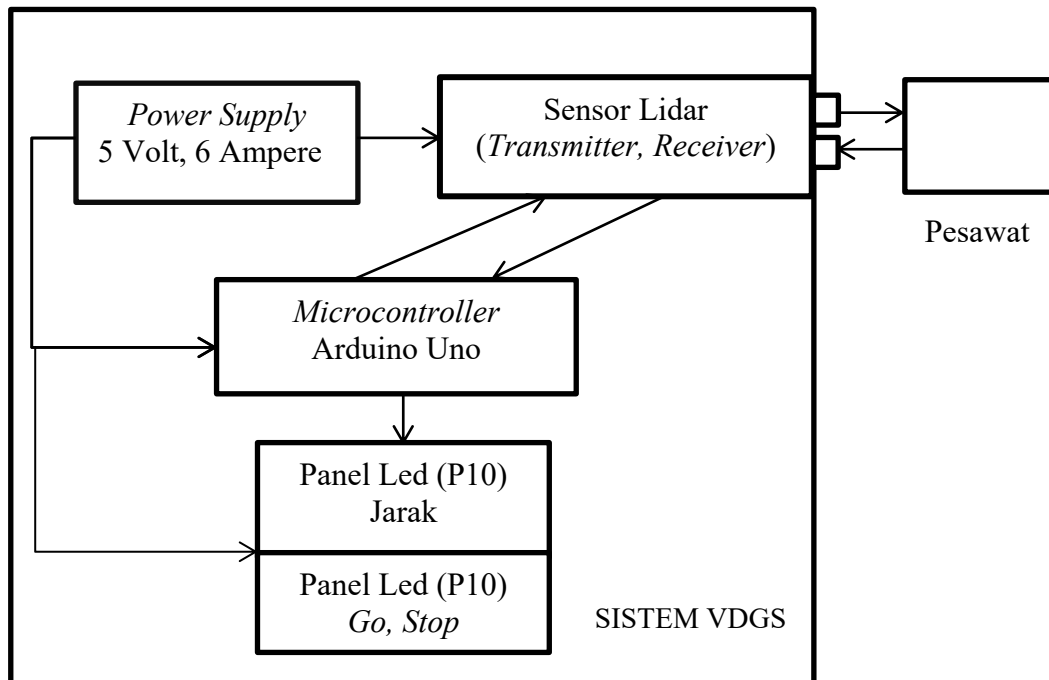 Power Supply
5 Volt, 6 Ampere
Sensor Lidar
(Transmitter, Receiver)
Pesawat
Microcontroller
Arduino Uno
Panel Led (P10)
Jarak
Panel Led (P10)
Go, Stop
SISTEM VDGS